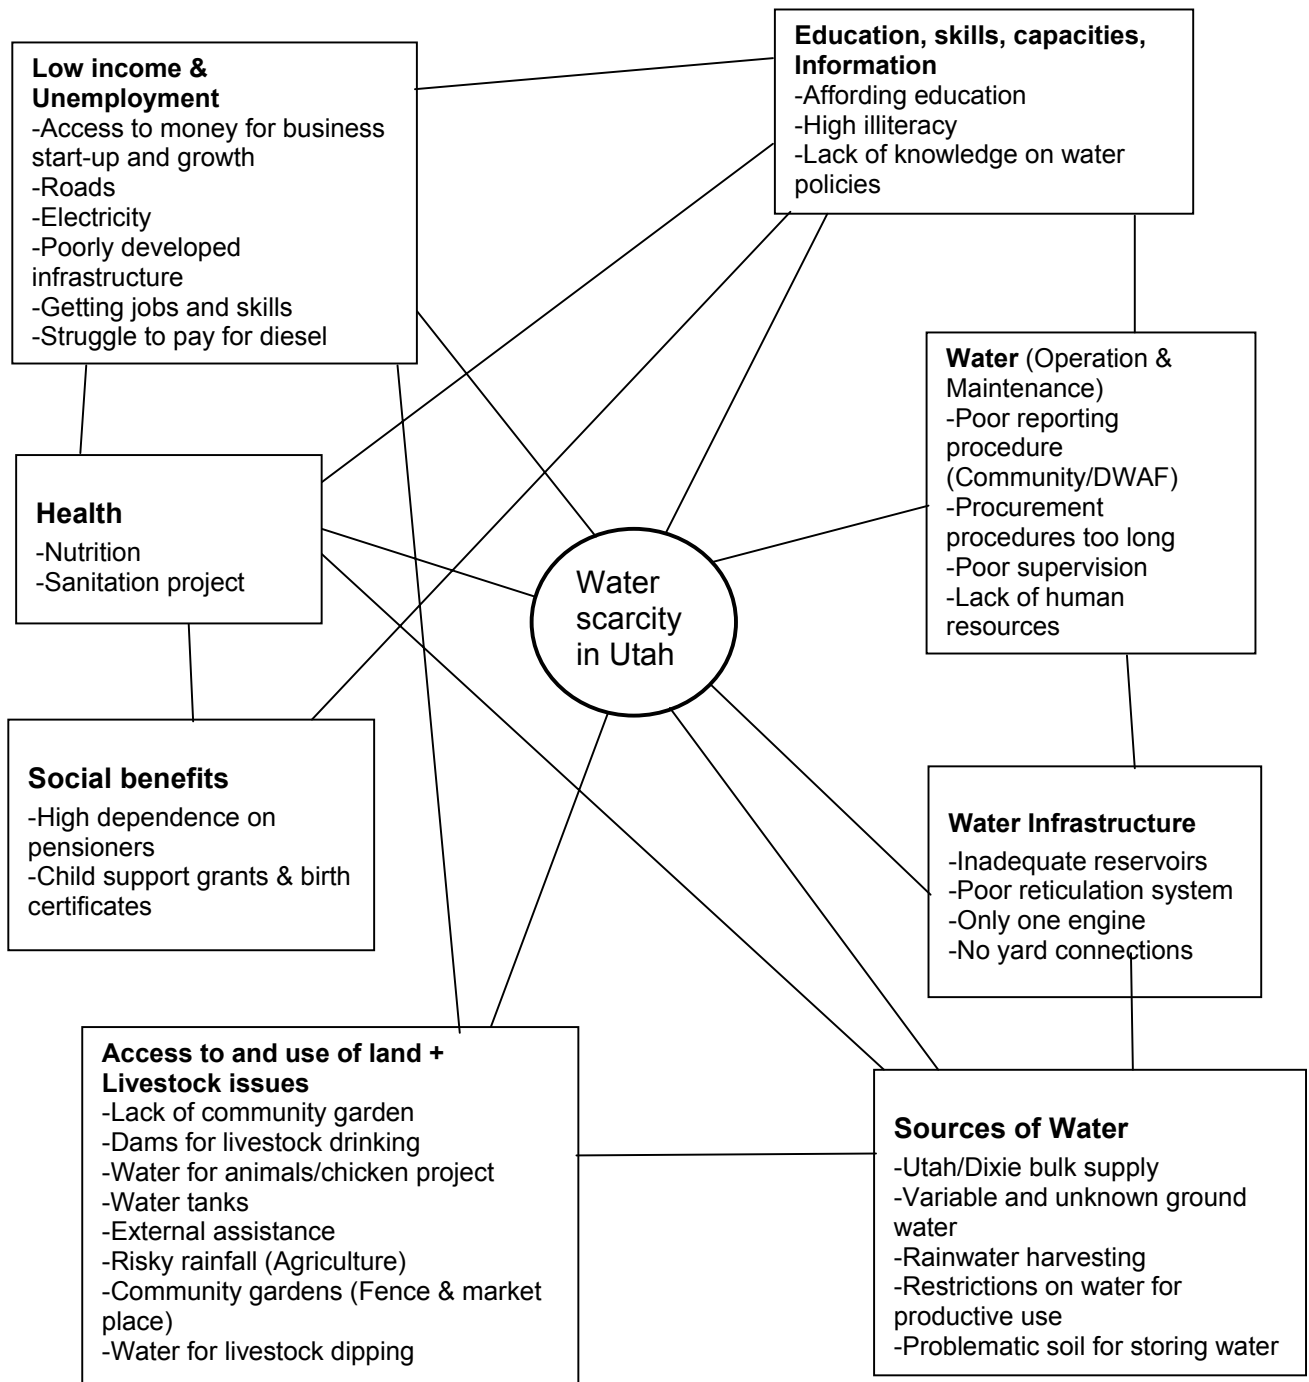 Low income &
Unemployment
-Access to money for business
start-up and growth
-Roads
-Electricity
-Poorly developed
infrastructure
-Getting jobs and skills
-Struggle to pay for diesel
Education, skills, capacities,
Information
-Affording education
-High illiteracy
-Lack of knowledge on water
policies
Water (Operation &
Maintenance)
-Poor reporting
procedure
(Community/DWAF)
-Procurement
procedures too long
-Poor supervision
-Lack of human
resources
Health
-Nutrition
-Sanitation project
Water
scarcity
in Utah
Social benefits
-High dependence on
pensioners
-Child support grants & birth
certificates
Water Infrastructure
-Inadequate reservoirs
-Poor reticulation system
-Only one engine
-No yard connections
Access to and use of land +
Livestock issues
-Lack of community garden
-Dams for livestock drinking
-Water for animals/chicken project
-Water tanks
-External assistance
-Risky rainfall (Agriculture)
-Community gardens (Fence & market
place)
-Water for livestock dipping
Sources of Water
-Utah/Dixie bulk supply
-Variable and unknown ground
water
-Rainwater harvesting
-Restrictions on water for
productive use
-Problematic soil for storing water